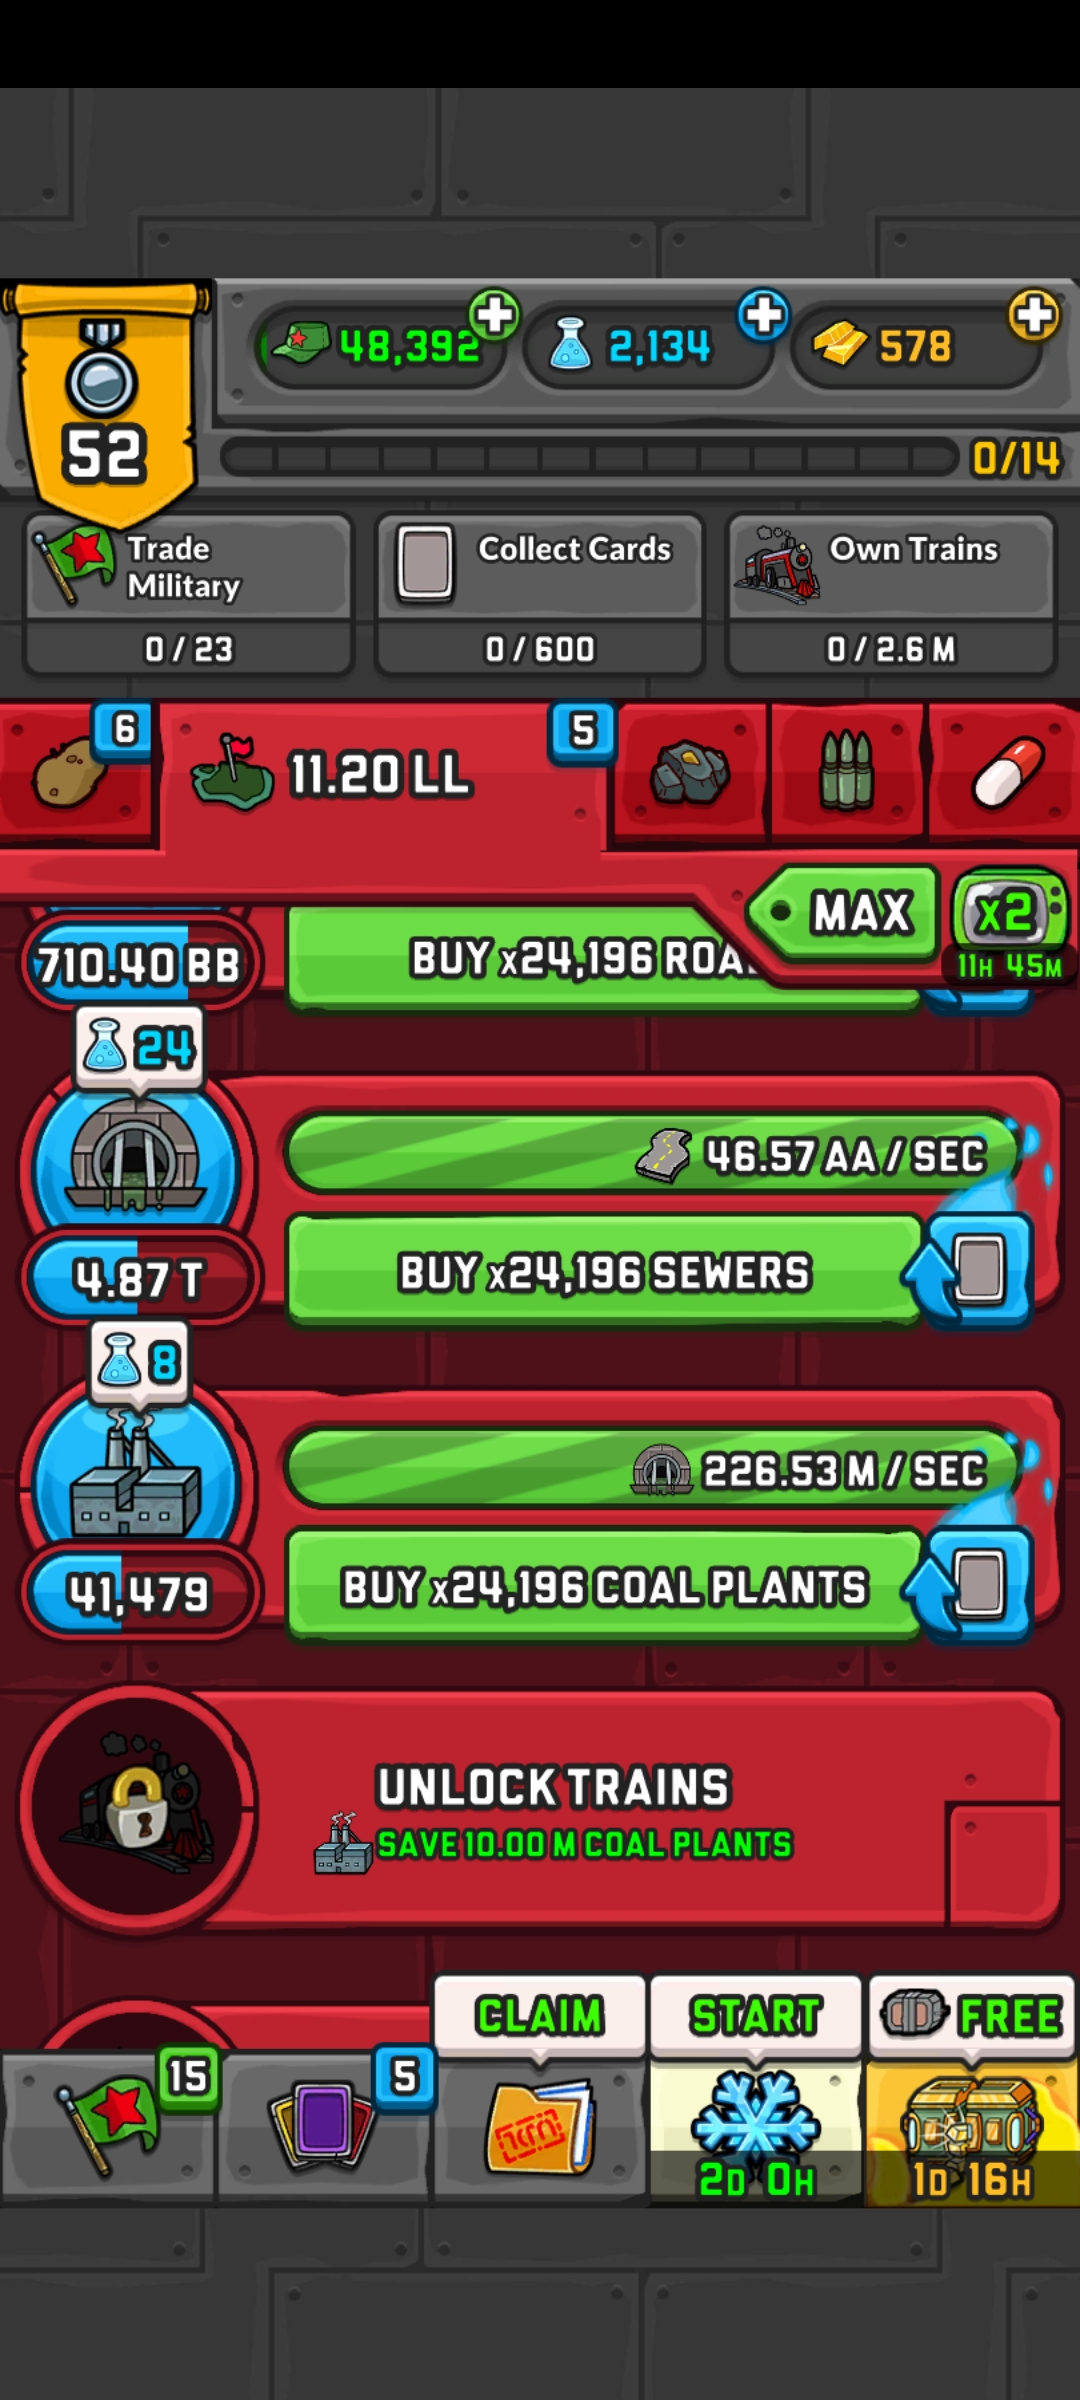 48,392
2,134
578
52
0/14
Trade
Military
0 / 23
Collect Cards
0 / 600
Own Trains
0 / 2.6 M
6
11.20 LL
5
MAX
x2
11H 45M
710.40 BB
BUY x24,196 ROA
24
46.57 AA / SEC
4.87 T
BUY x24,196 SEWERS
8
226.53 M / SEC
41,479
BUY x24,196 COAL PLANTS
UNLOCK TRAINS
SAVE 10.00 M COAL PLANTS
CLAIM
START
FREE
15
5
2D 0H
1D 16H